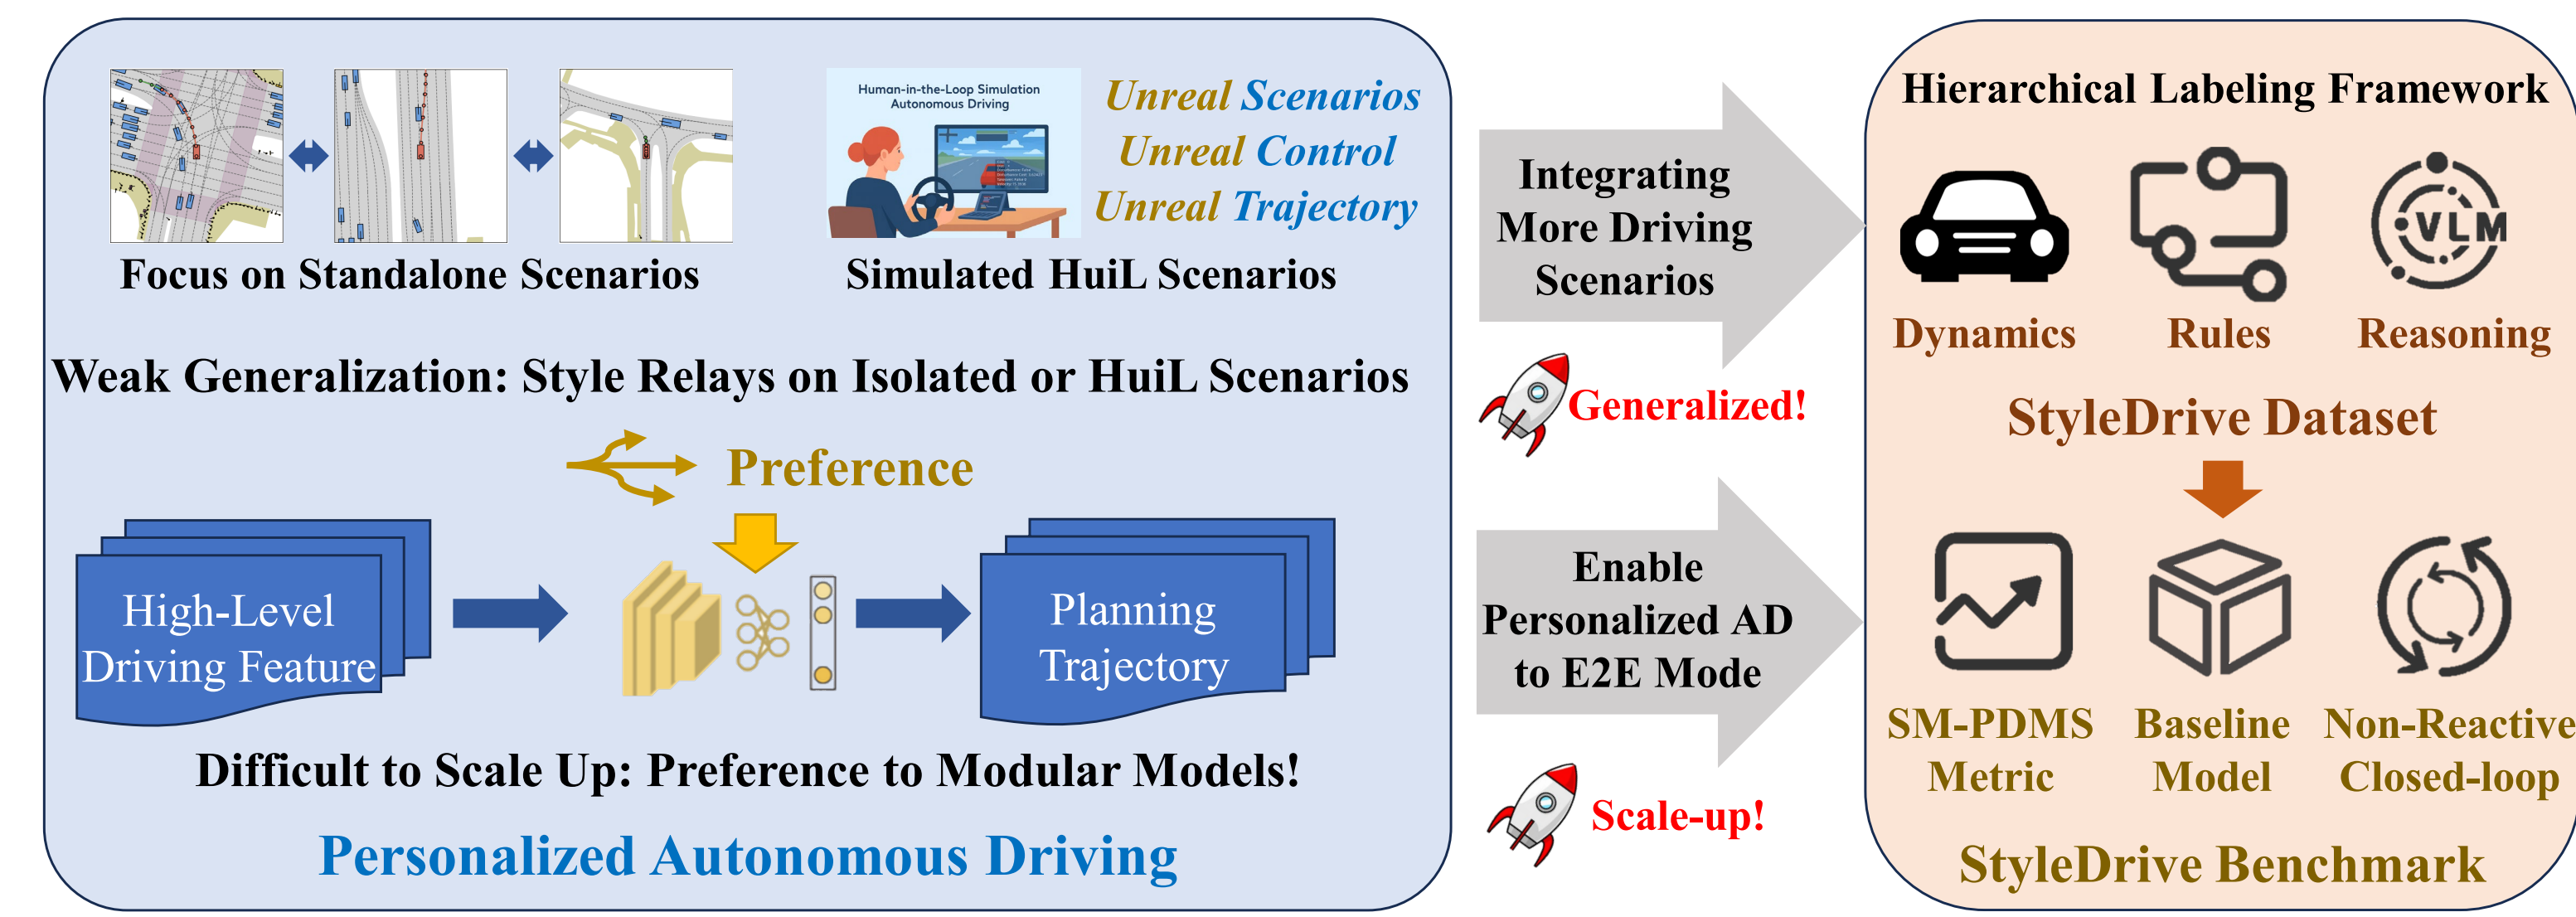 Human-in-the-Loop Simulation
Autonomous Driving
Unreal Scenarios
Unreal Control
Unreal Trajectory
Focus on Standalone Scenarios
Simulated HuiL Scenarios
Weak Generalization: Style Relays on Isolated or HuiL Scenarios
Preference
High-Level
Driving Feature
Planning
Trajectory
Difficult to Scale Up: Preference to Modular Models!
Personalized Autonomous Driving
Integrating
More Driving
Scenarios
Generalized!
Enable
Personalized AD
to E2E Mode
Scale-up!
Hierarchical Labeling Framework
VLM
Dynamics
Rules
Reasoning
StyleDrive Dataset
SM-PDMS
Metric
Baseline
Model
Non-Reactive
Closed-loop
StyleDrive Benchmark